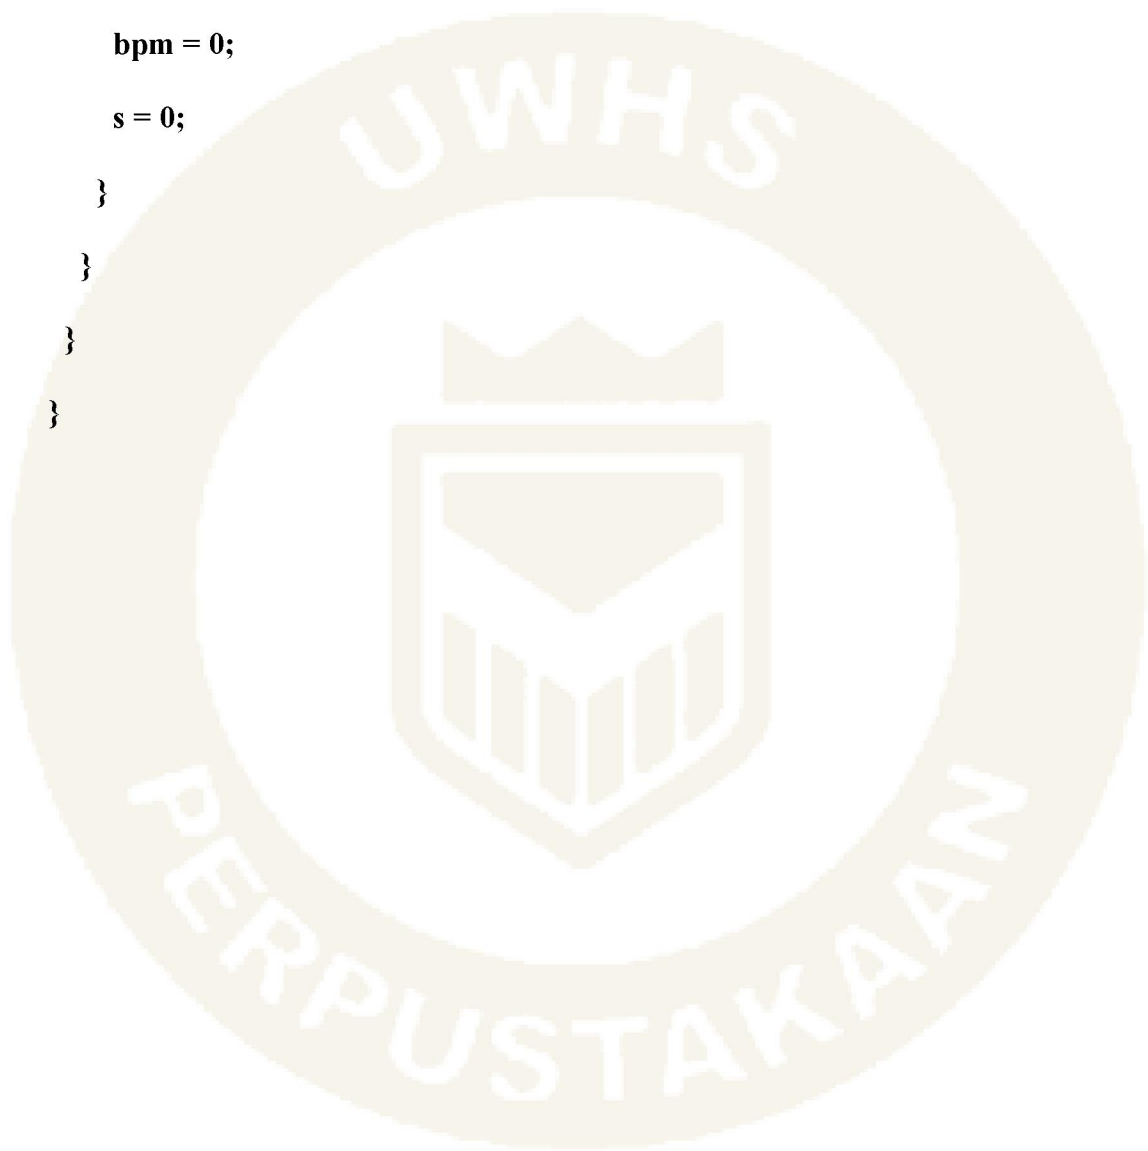 bpm = 0;
s = 0;
}
}
}
}
UWHS
PERPUSTAKAAN